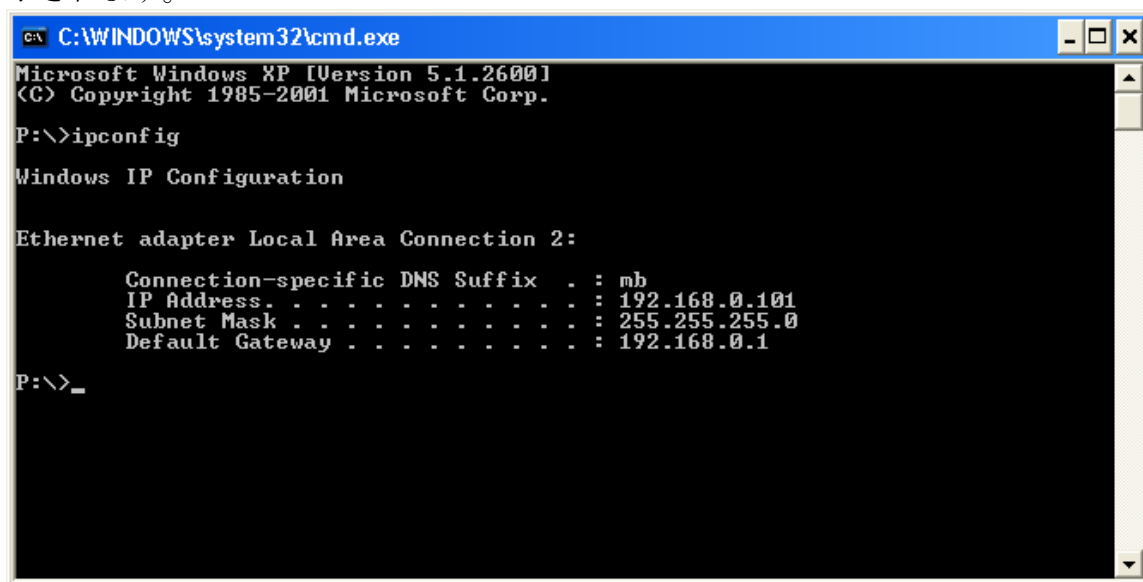 C:\WINDOWS\system32\cmd.exe
Microsoft Windows XP [Version 5.1.2600]
(C) Copyright 1985-2001 Microsoft Corp.
P:\>ipconfig
Windows IP Configuration
Ethernet adapter Local Area Connection 2:
Connection-specific DNS Suffix . : mb
IP Address. . . . . . . . . . . . : 192.168.0.101
Subnet Mask . . . . . . . . . . . : 255.255.255.0
Default Gateway . . . . . . . . . : 192.168.0.1
P:\>_